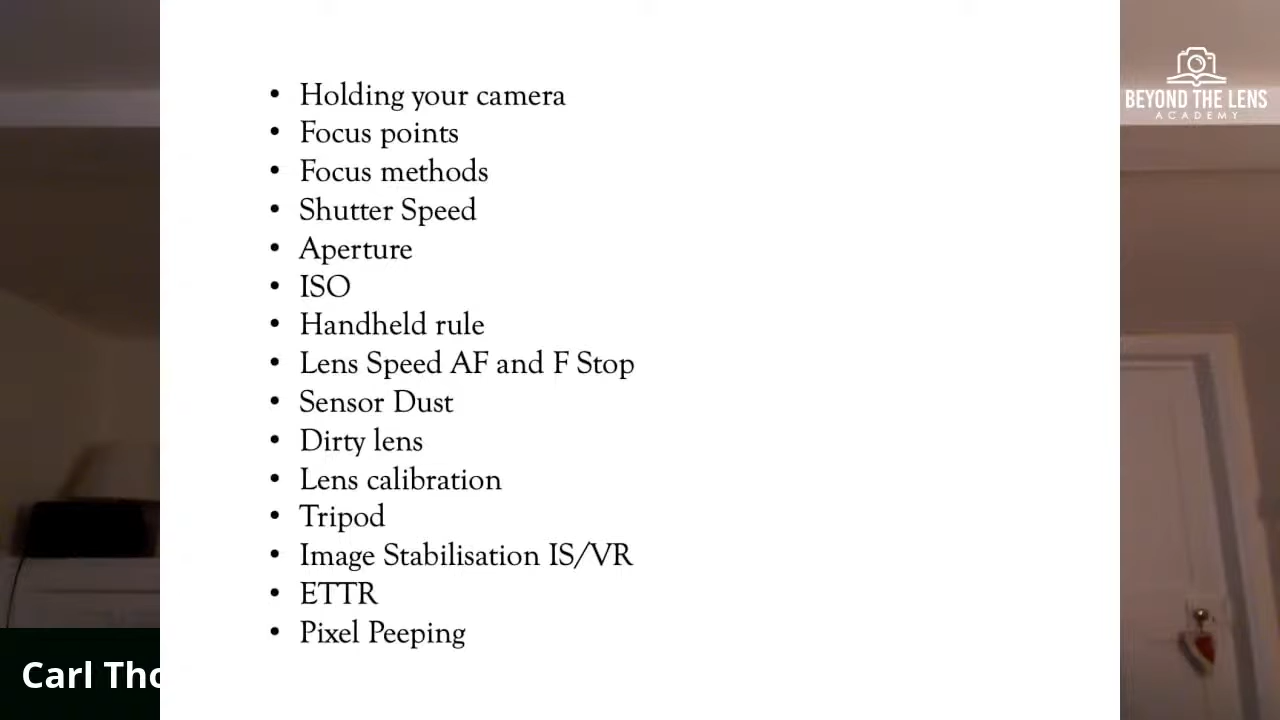 • Holding your camera
• Focus points
• Focus methods
• Shutter Speed
• Aperture
• ISO
• Handheld rule
• Lens Speed AF and F Stop
• Sensor Dust
• Dirty lens
• Lens calibration
• Tripod
• Image Stabilisation IS/VR
• ETTR
• Pixel Peeping
BEYOND THE LENS
ACADEMY
Carl